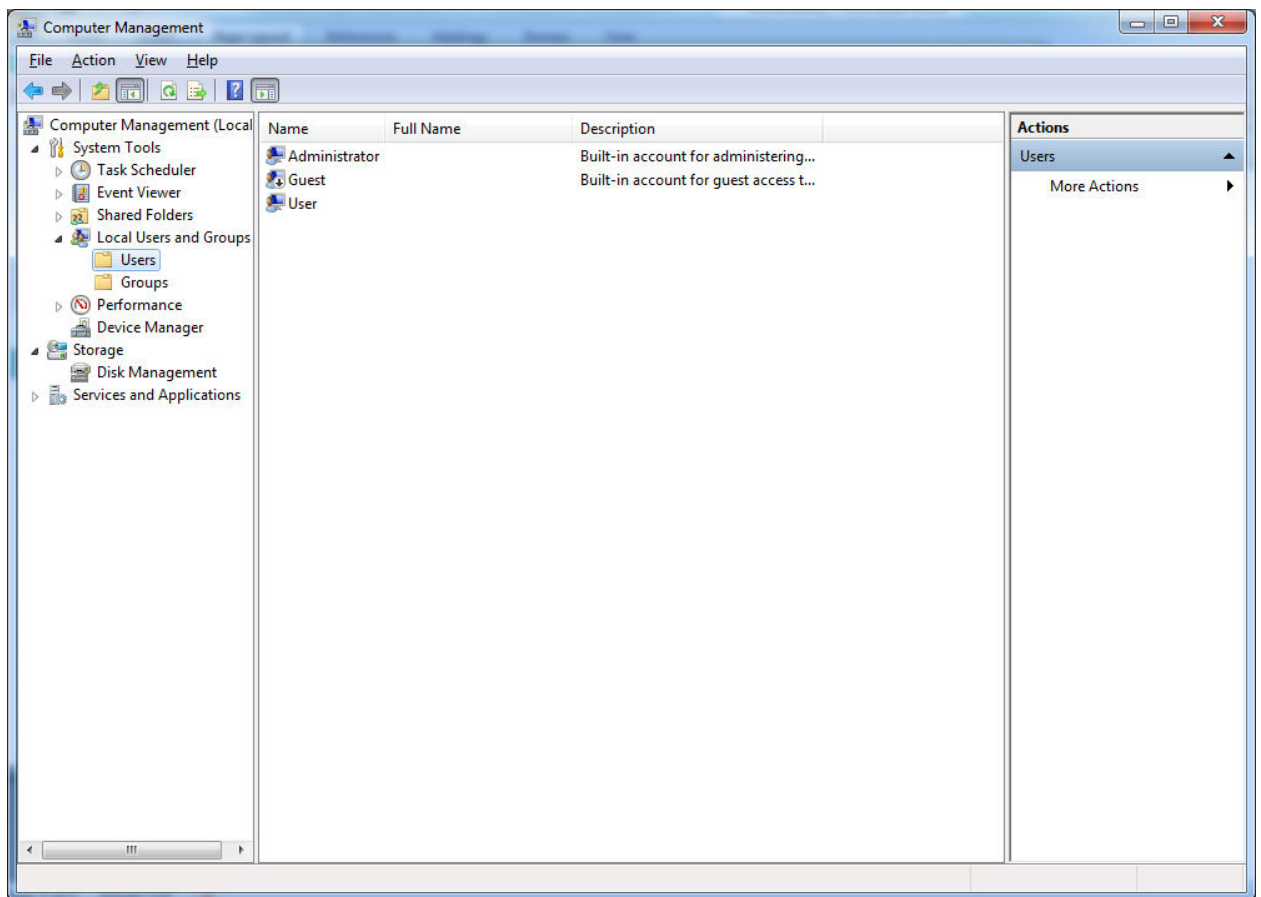 Computer Management
File Action View Help
Computer Management (Local
System Tools
Task Scheduler
Event Viewer
Shared Folders
Local Users and Groups
Users
Groups
Performance
Device Manager
Storage
Disk Management
Services and Applications
Name Full Name Description
Administrator Built-in account for administering...
Guest Built-in account for guest access t...
User
Actions
Users
More Actions